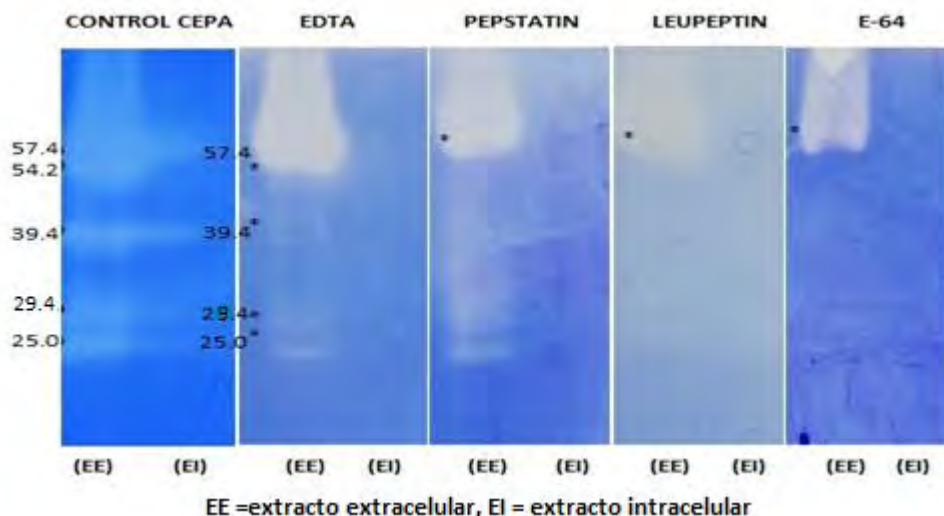 CONTROL CEPA EDTA PEPSTATIN LEUPEPTIN E-64
57.4 57.4
54.2
39.4 39.4
29.4 29.4
25.0 25.0
(EE) (EI) (EE) (EI) (EE) (EI) (EE) (EI) (EE) (EI)
EE =extracto extracelular, EI = extracto intracelular